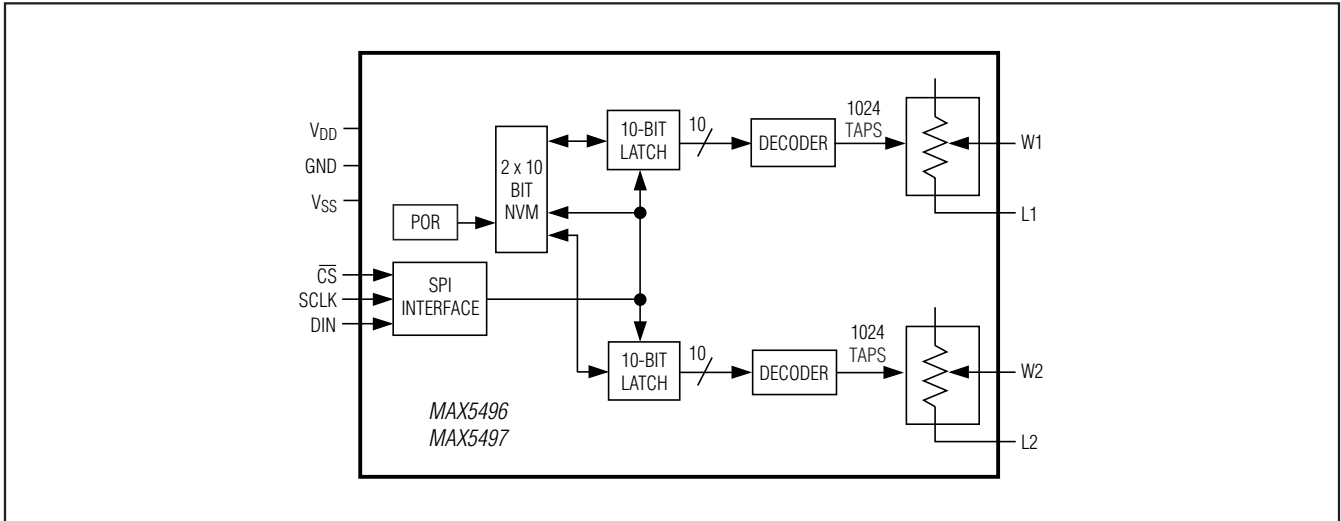 V_DD
GND
V_SS
CS
SCLK
DIN
POR
SPI
INTERFACE
2 x 10
BIT
NVM
10-BIT
LATCH
10
DECODER
1024
TAPS
W1
L1
10-BIT
LATCH
10
DECODER
1024
TAPS
W2
L2
MAX5496
MAX5497